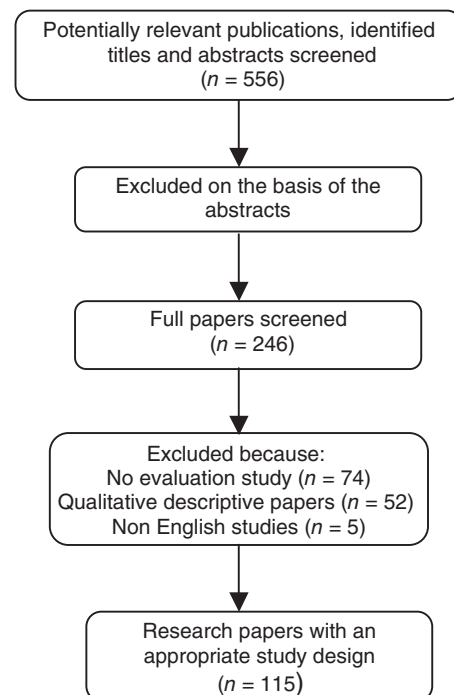 Potentially relevant publications, identified
titles and abstracts screened
(n = 556)
Excluded on the basis of the
abstracts
Full papers screened
(n = 246)
Excluded because:
No evaluation study (n = 74)
Qualitative descriptive papers (n = 52)
Non English studies (n = 5)
Research papers with an
appropriate study design
(n = 115)